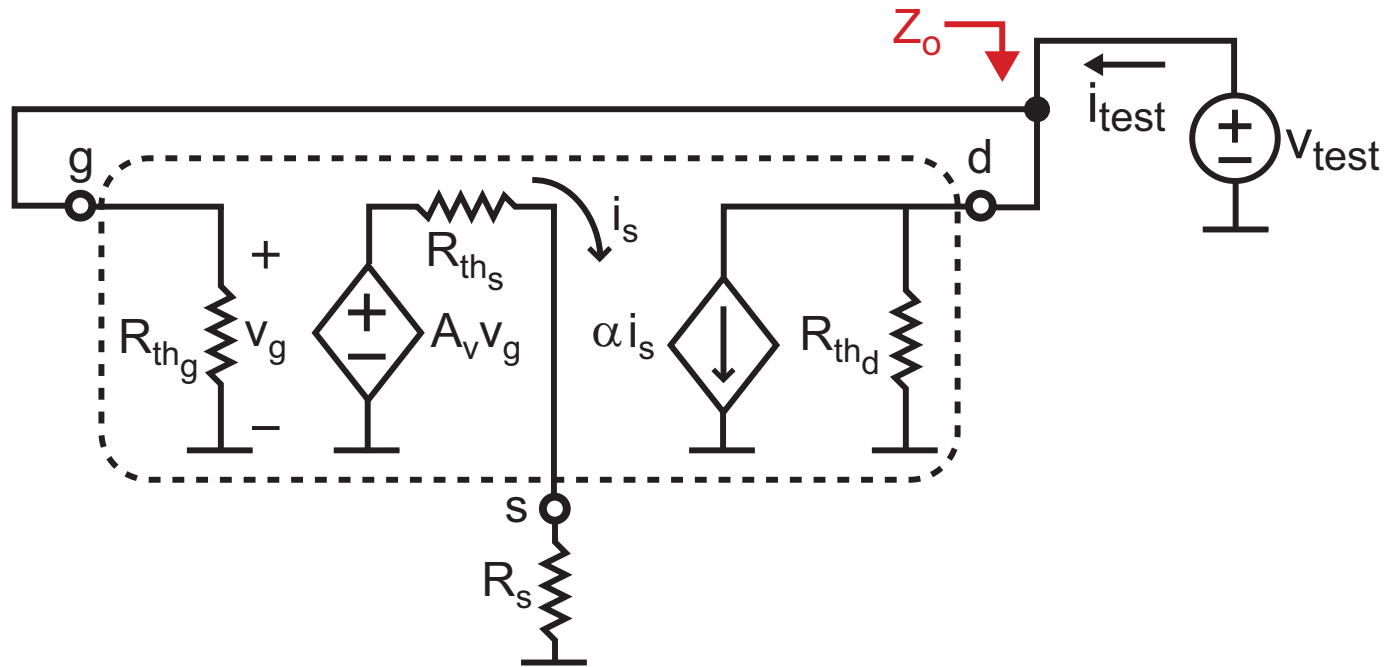 Zo
itest
vtest
g
d
is
Rths
+
Rthg
vg
−
+
−
Avvg
αis
Rthd
+
−
s
Rs